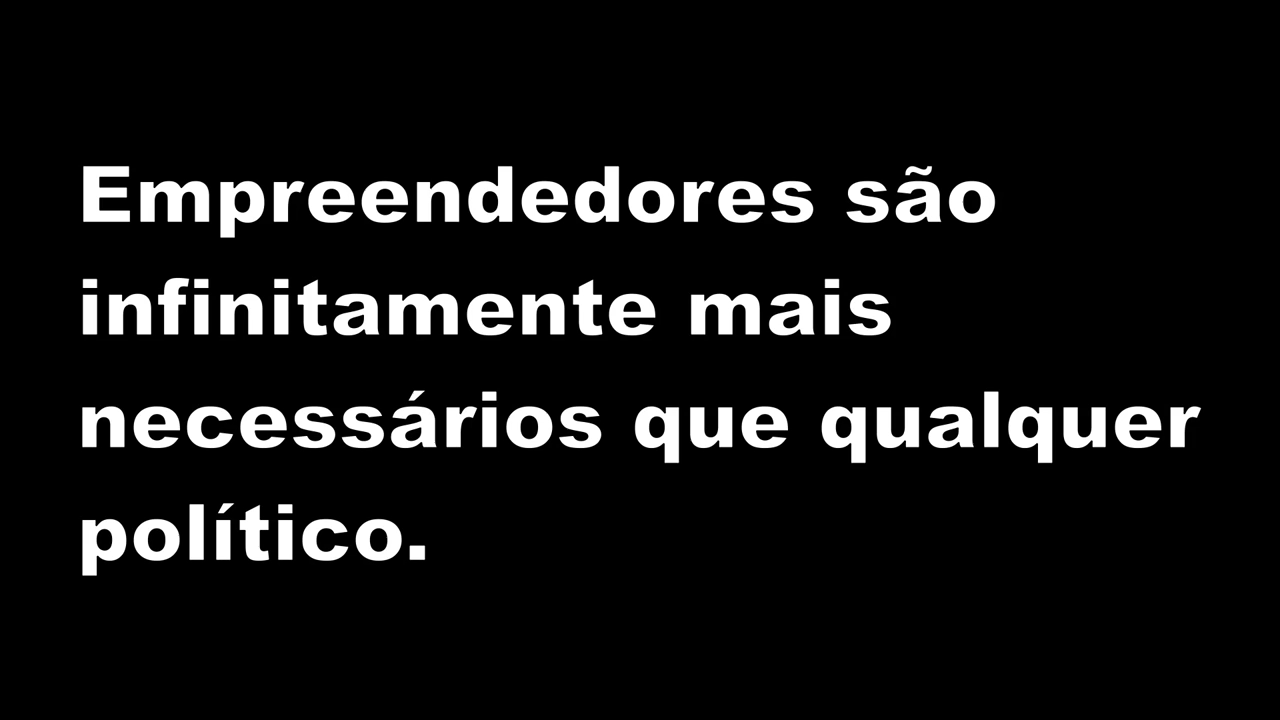 Empreendedores são
infinitamente mais
necessários que qualquer
político.